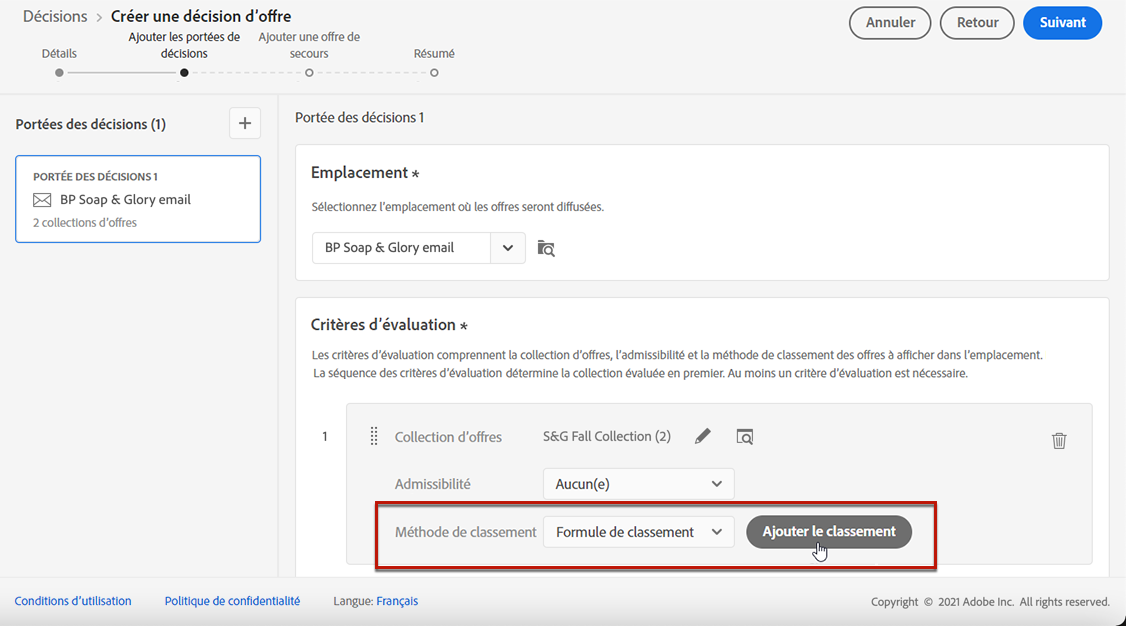 Décisions > Créer une décision d’offre
Annuler
Retour
Suivant
Détails
Ajouter les portées de décisions
Ajouter une offre de secours
Résumé
Portées des décisions (1)
+
PORTÉE DES DÉCISIONS 1
BP Soap & Glory email
2 collections d’offres
Portée des décisions 1
Emplacement *
Sélectionnez l’emplacement où les offres seront diffusées.
BP Soap & Glory email
Critères d’évaluation *
Les critères d’évaluation comprennent la collection d’offres, l’admissibilité et la méthode de classement des offres à afficher dans l’emplacement.
La séquence des critères d’évaluation détermine la collection évaluée en premier. Au moins un critère d’évaluation est nécessaire.
1
Collection d’offres
S&G Fall Collection (2)
Admissibilité
Aucun(e)
Méthode de classement
Formule de classement
Ajouter le classement
Conditions d’utilisation
Politique de confidentialité
Langue: Français
Copyright © 2021 Adobe Inc. All rights reserved.